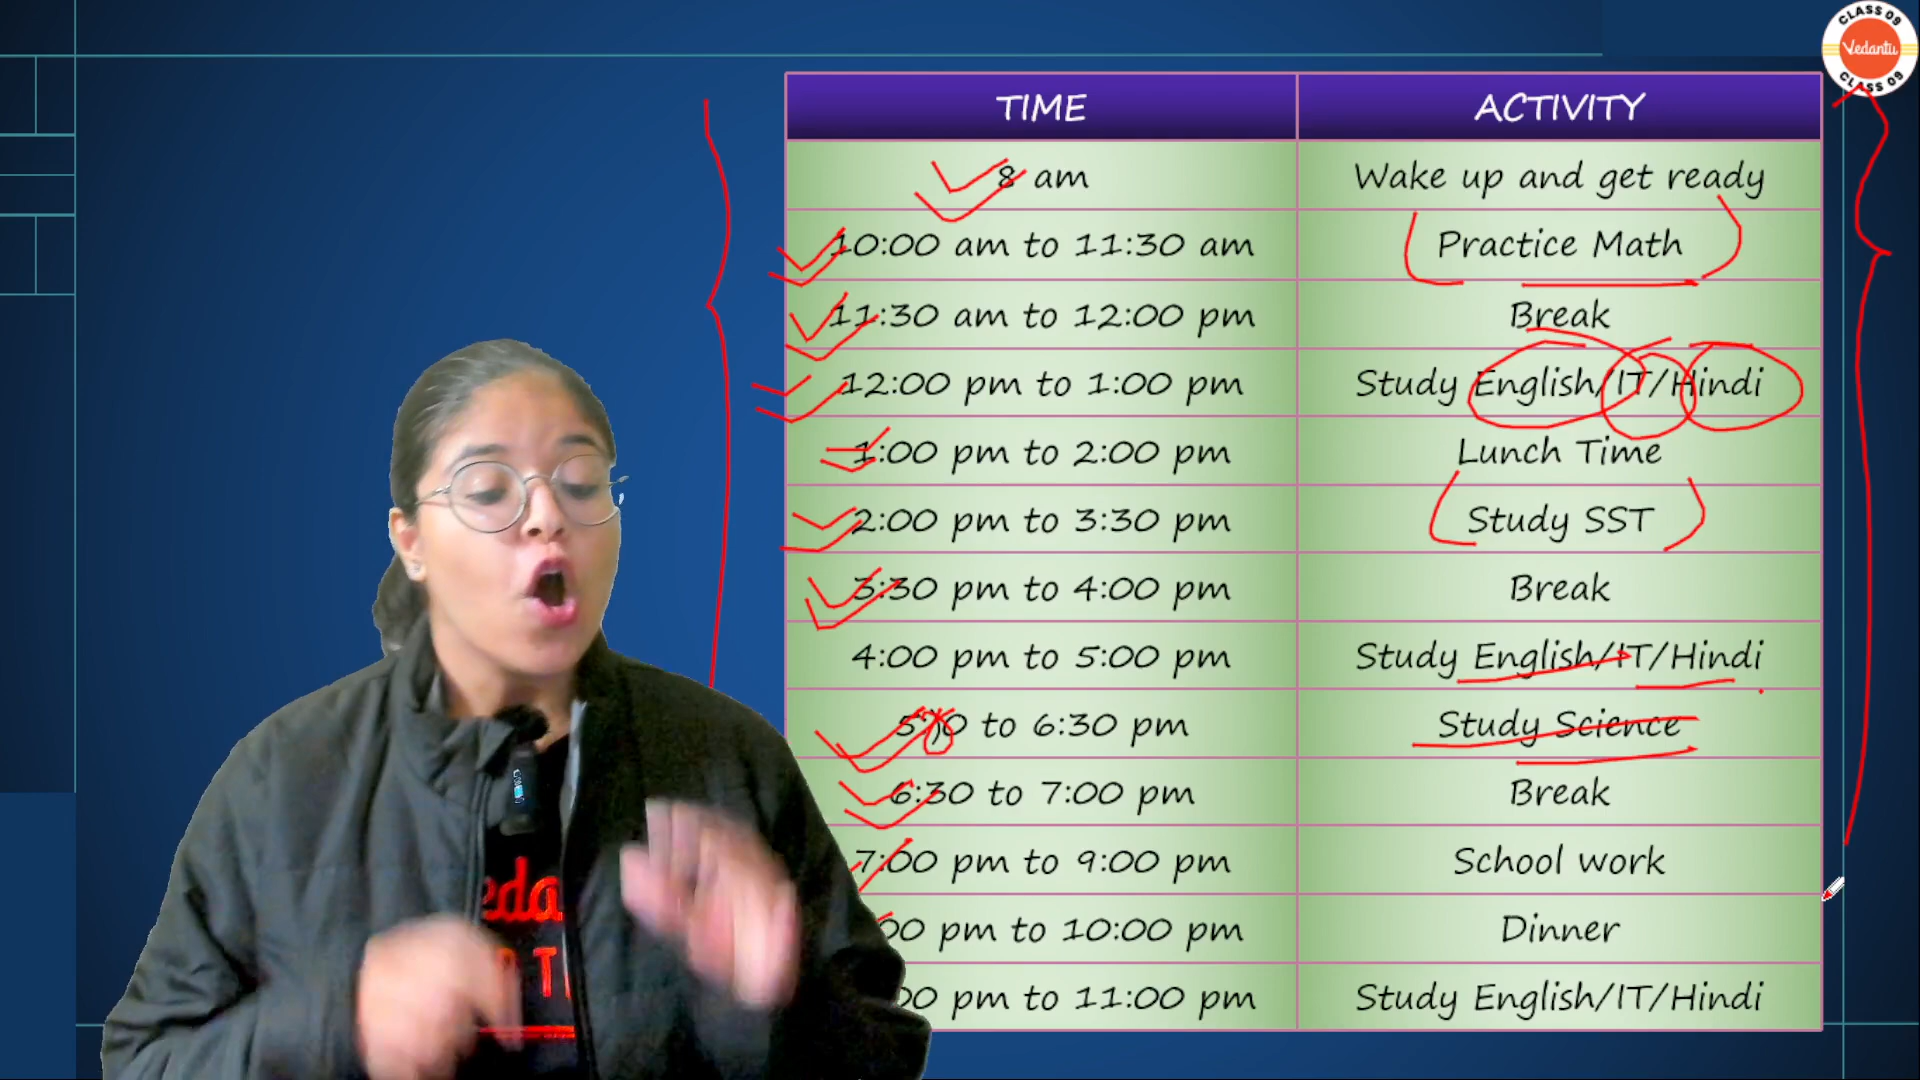 CLASS 09
Vedantu
CLASS 09
TIME ACTIVITY
8 am Wake up and get ready
10:00 am to 11:30 am Practice Math
11:30 am to 12:00 pm Break
12:00 pm to 1:00 pm Study English/IT/Hindi
1:00 pm to 2:00 pm Lunch Time
2:00 pm to 3:30 pm Study SST
3:30 pm to 4:00 pm Break
4:00 pm to 5:00 pm Study English/IT/Hindi
to 6:30 pm Study Science
6:30 to 7:00 pm Break
7:00 pm to 9:00 pm School work
00 pm to 10:00 pm Dinner
00 pm to 11:00 pm Study English/IT/Hindi
eda